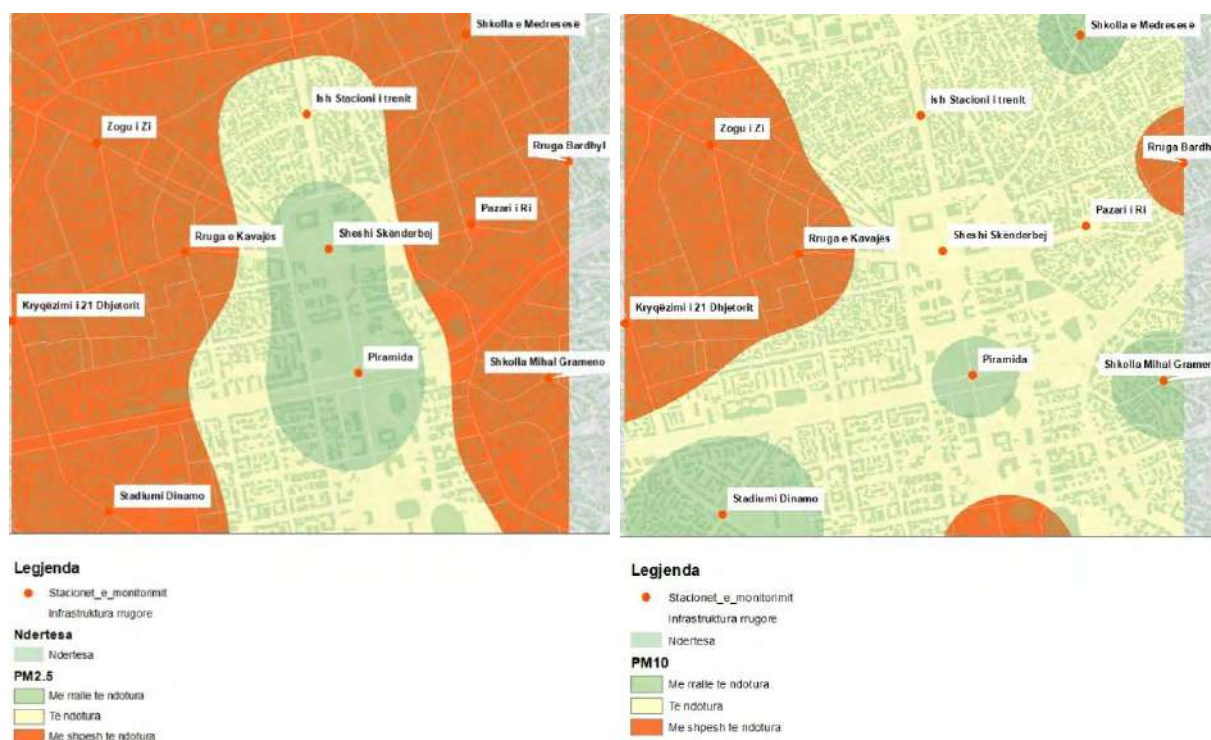 Shkolla e Medresesë
Ish Stacioni i trenit
Zogu i Zi
Rruga Bardhyl
Pazari i Ri
Rruga e Kavajës
Sheshi Skënderbej
Kryqëzimi i 21 Dhjetorit
Piramida
Shkolla Mihal Grameno
Stadiumi Dinamo
Legjenda
Stacionet_e_monitorimit
Infrastruktura rrugore
Ndertesa
Ndertesa
PM2.5
Me rralle te ndotura
Te ndotura
Me shpesh te ndotura
Shkolla e Medresesë
Ish Stacioni i trenit
Zogu i Zi
Rruga Bardh
Pazari i Ri
Rruga e Kavajës
Sheshi Skënderbej
Kryqëzimi i 21 Dhjetorit
Piramida
Shkolla Mihal Gramen
Stadiumi Dinamo
Legjenda
Stacionet_e_monitorimit
Infrastruktura rrugore
Ndertesa
PM10
Me rralle te ndotura
Te ndotura
Me shpesh te ndotura